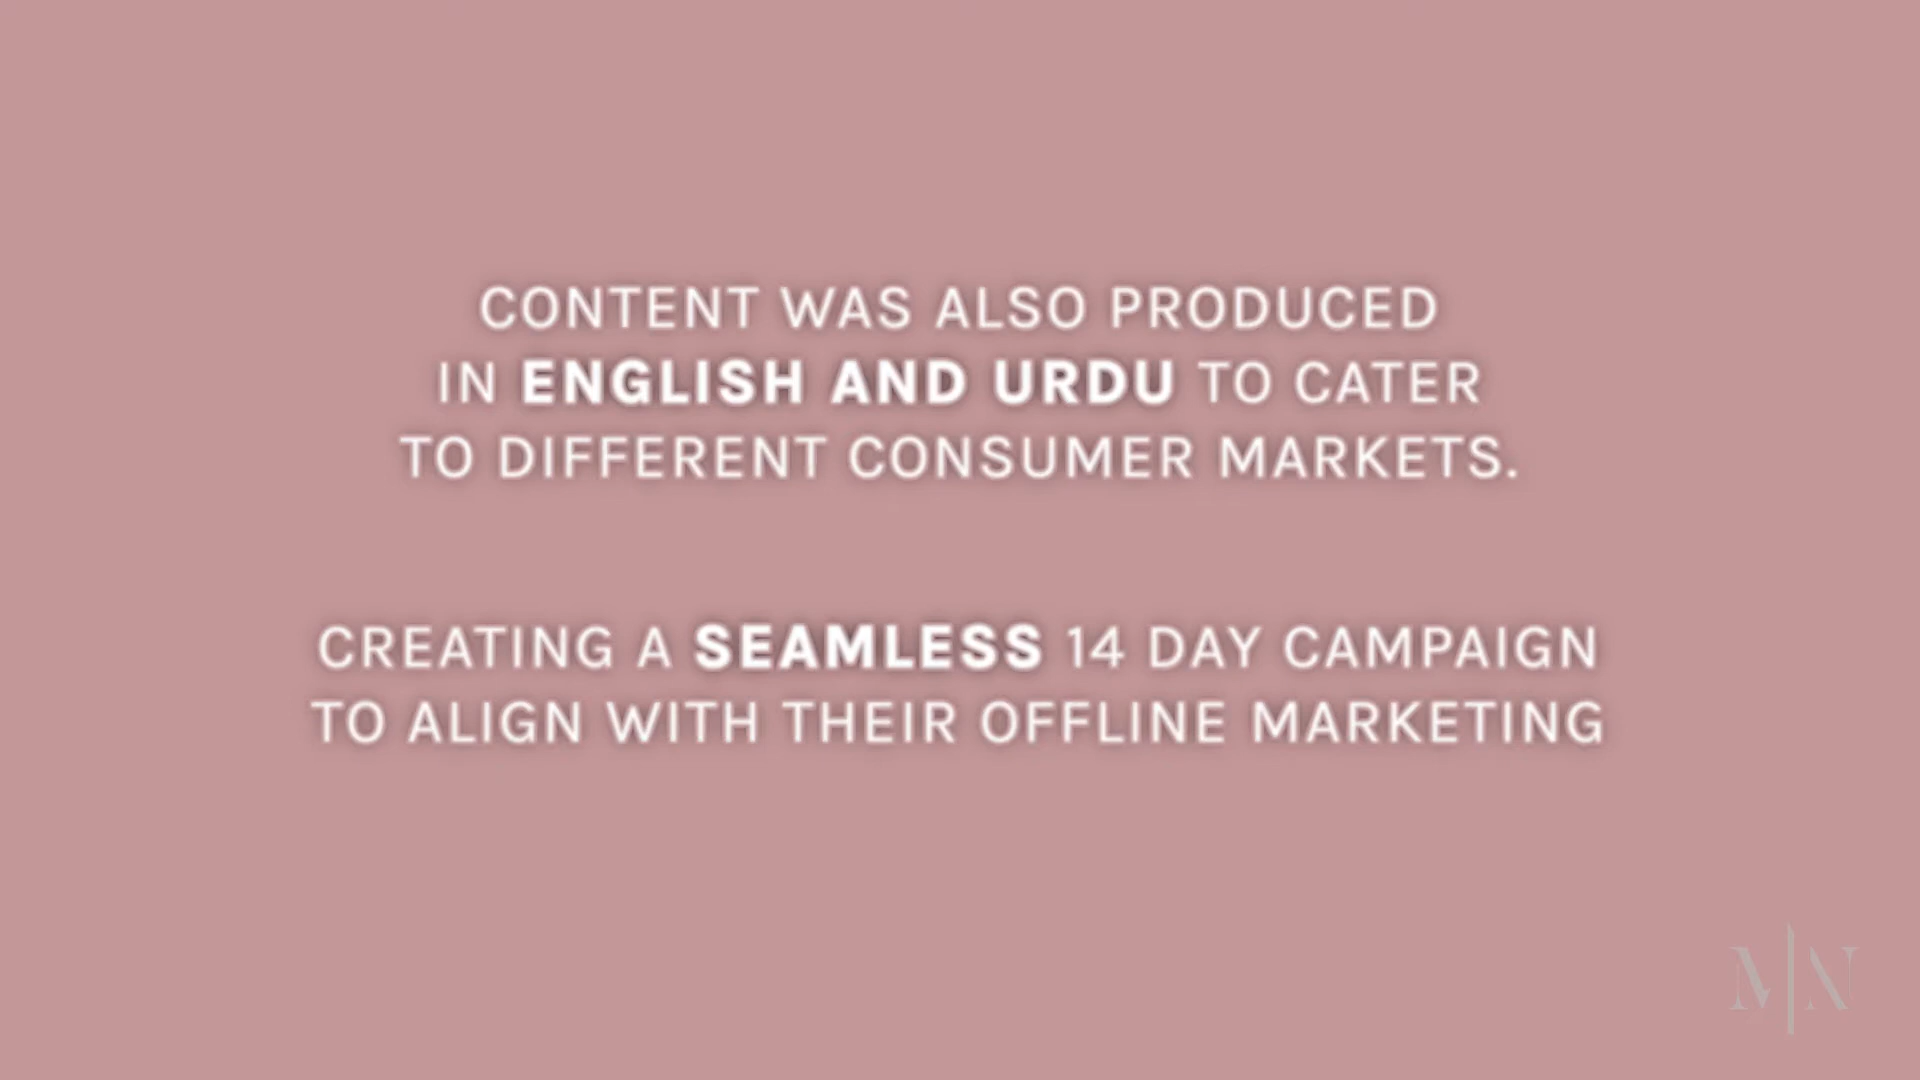 CONTENT WAS ALSO PRODUCED
IN ENGLISH AND URDU TO CATER
TO DIFFERENT CONSUMER MARKETS.
CREATING A SEAMLESS 14 DAY CAMPAIGN
TO ALIGN WITH THEIR OFFLINE MARKETING
M|N